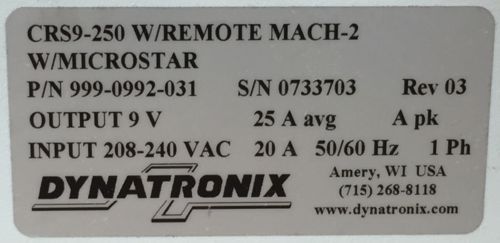 CRS9-250 W/REMOTE MACH-2
W/MICROSTAR
P/N 999-0992-031 S/N 0733703 Rev 03
OUTPUT 9 V 25 A avg A pk
INPUT 208-240 VAC 20 A 50/60 Hz 1 Ph
DYNATRONIX
Amery, WI USA
(715) 268-8118
www.dynatronix.com